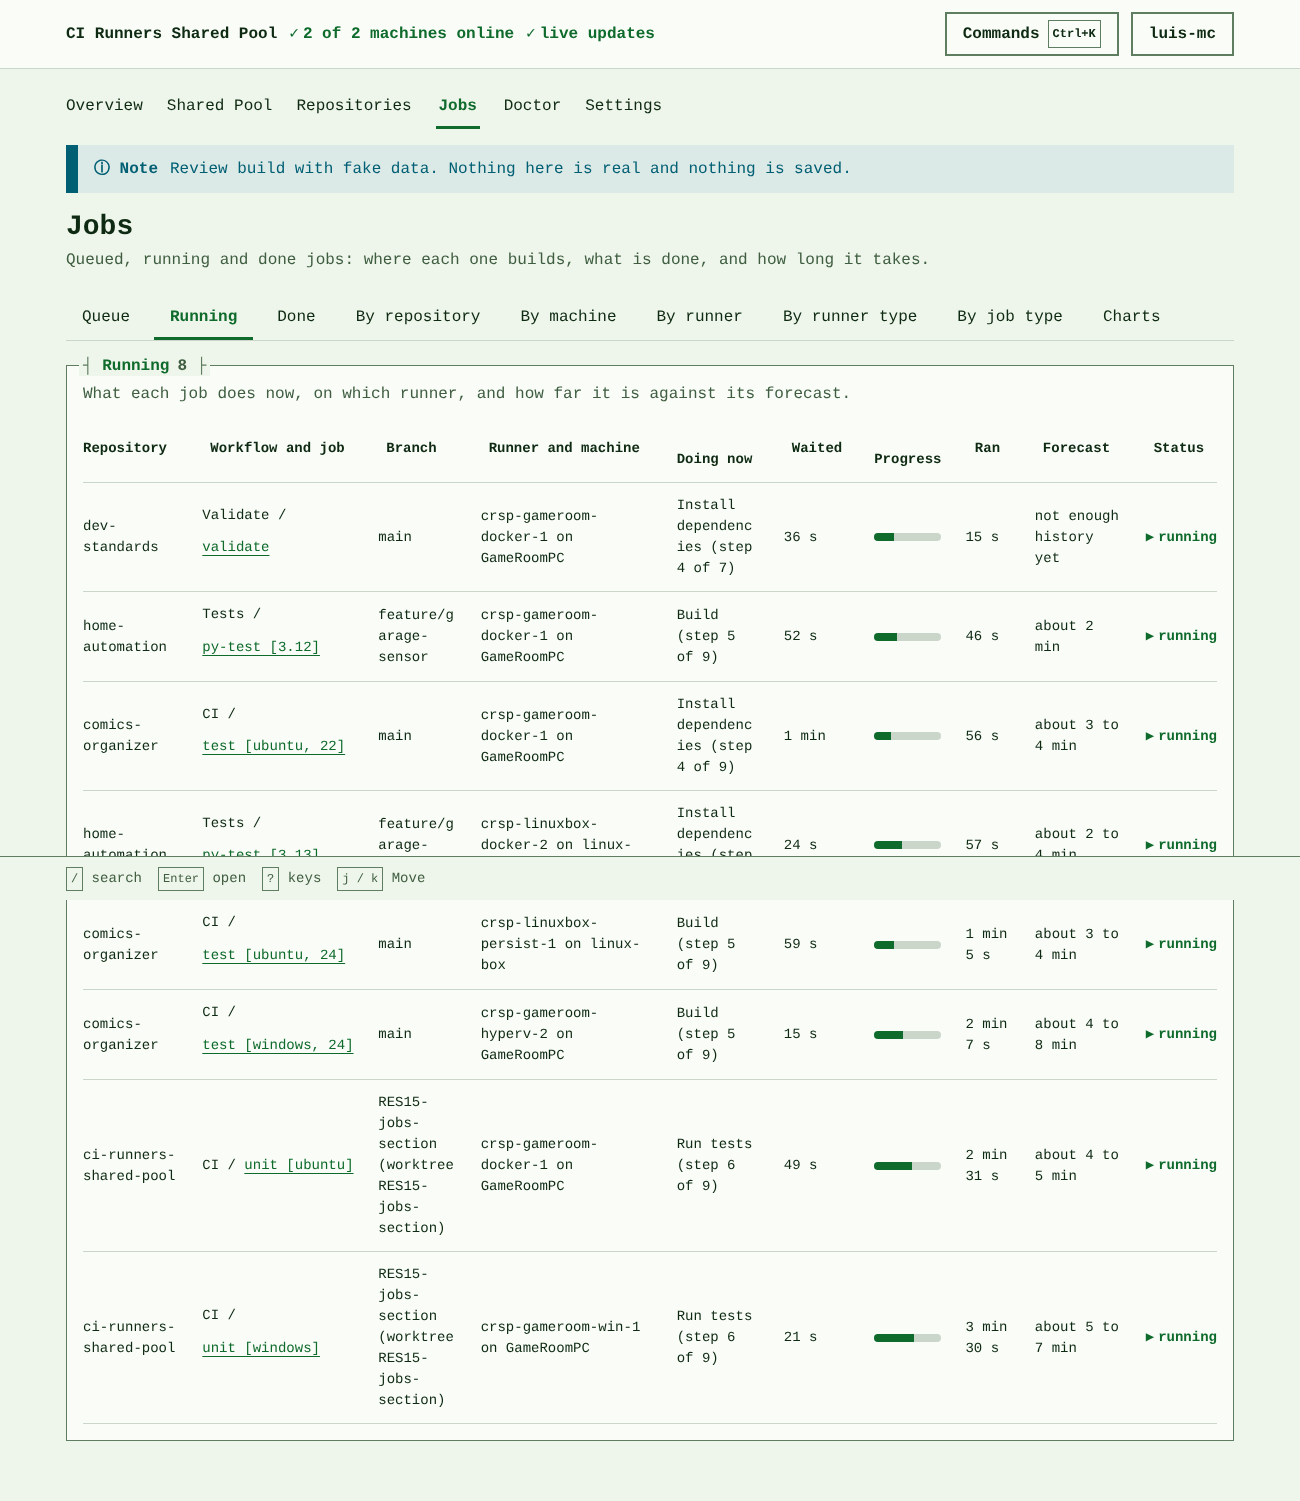 CI Runners Shared Pool ✓ 2 of 2 machines online ✓ live updates
Commands Ctrl+K luis-mc
Overview Shared Pool Repositories Jobs Doctor Settings
ⓘ Note Review build with fake data. Nothing here is real and nothing is saved.
Jobs
Queued, running and done jobs: where each one builds, what is done, and how long it takes.
Queue Running Done By repository By machine By runner By runner type By job type Charts
┤ Running 8 ├
What each job does now, on which runner, and how far it is against its forecast.
Repository Workflow and job Branch Runner and machine Doing now Waited Progress Ran Forecast Status
dev-
standards
Validate /
validate
main
crsp-gameroom-
docker-1 on
GameRoomPC
Install
dependenc
ies (step
4 of 7)
36 s
15 s
not enough
history
yet
▶ running
home-
automation
Tests /
py-test [3.12]
feature/g
arage-
sensor
crsp-gameroom-
docker-1 on
GameRoomPC
Build
(step 5
of 9)
52 s
46 s
about 2
min
▶ running
comics-
organizer
CI /
test [ubuntu, 22]
main
crsp-gameroom-
docker-1 on
GameRoomPC
Install
dependenc
ies (step
4 of 9)
1 min
56 s
about 3 to
4 min
▶ running
home-
automation
Tests /
py-test [3.13]
feature/g
arage-
crsp-linuxbox-
docker-2 on linux-
Install
dependenc
ies (step
24 s
57 s
about 2 to
4 min
▶ running
/ search Enter open ? keys j / k Move
comics-
organizer
CI /
test [ubuntu, 24]
main
crsp-linuxbox-
persist-1 on linux-
box
Build
(step 5
of 9)
59 s
1 min
5 s
about 3 to
4 min
▶ running
comics-
organizer
CI /
test [windows, 24]
main
crsp-gameroom-
hyperv-2 on
GameRoomPC
Build
(step 5
of 9)
15 s
2 min
7 s
about 4 to
8 min
▶ running
ci-runners-
shared-pool
CI / unit [ubuntu]
RES15-
jobs-
section
(worktree
RES15-
jobs-
section)
crsp-gameroom-
docker-1 on
GameRoomPC
Run tests
(step 6
of 9)
49 s
2 min
31 s
about 4 to
5 min
▶ running
ci-runners-
shared-pool
CI /
unit [windows]
RES15-
jobs-
section
(worktree
RES15-
jobs-
section)
crsp-gameroom-win-1
on GameRoomPC
Run tests
(step 6
of 9)
21 s
3 min
30 s
about 5 to
7 min
▶ running